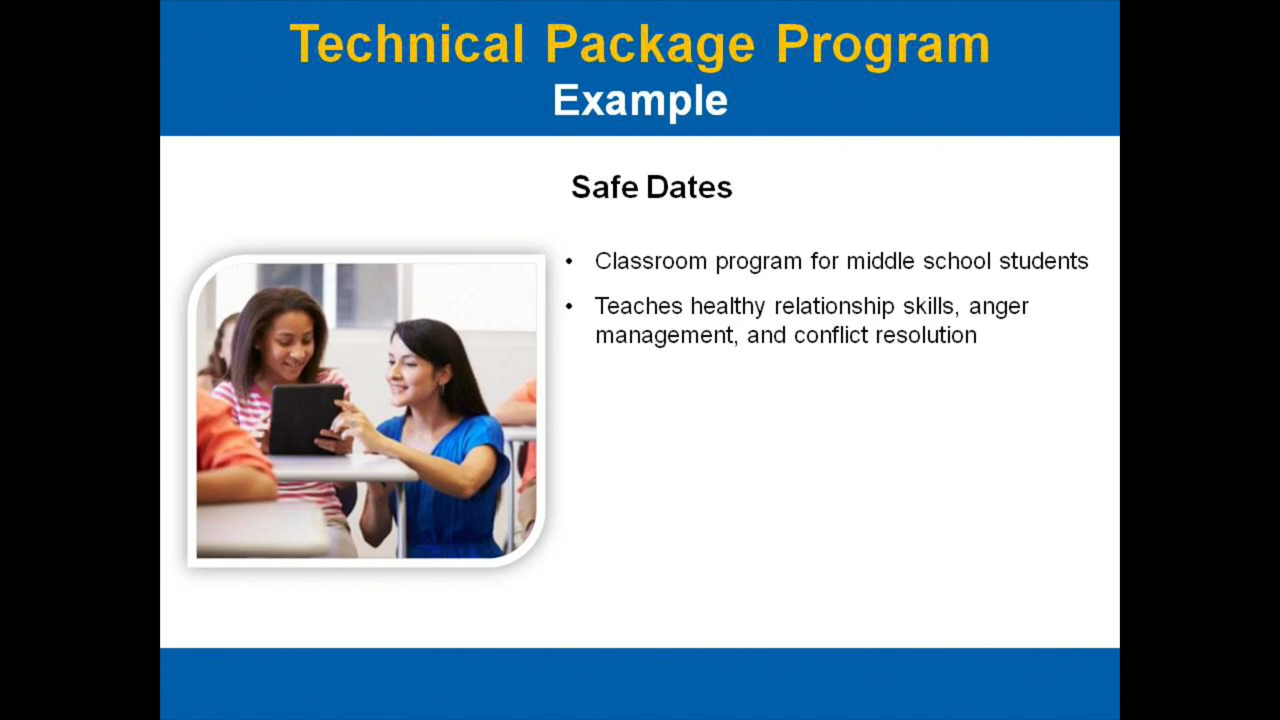 Technical Package Program
Example
Safe Dates
• Classroom program for middle school students
• Teaches healthy relationship skills, anger
management, and conflict resolution